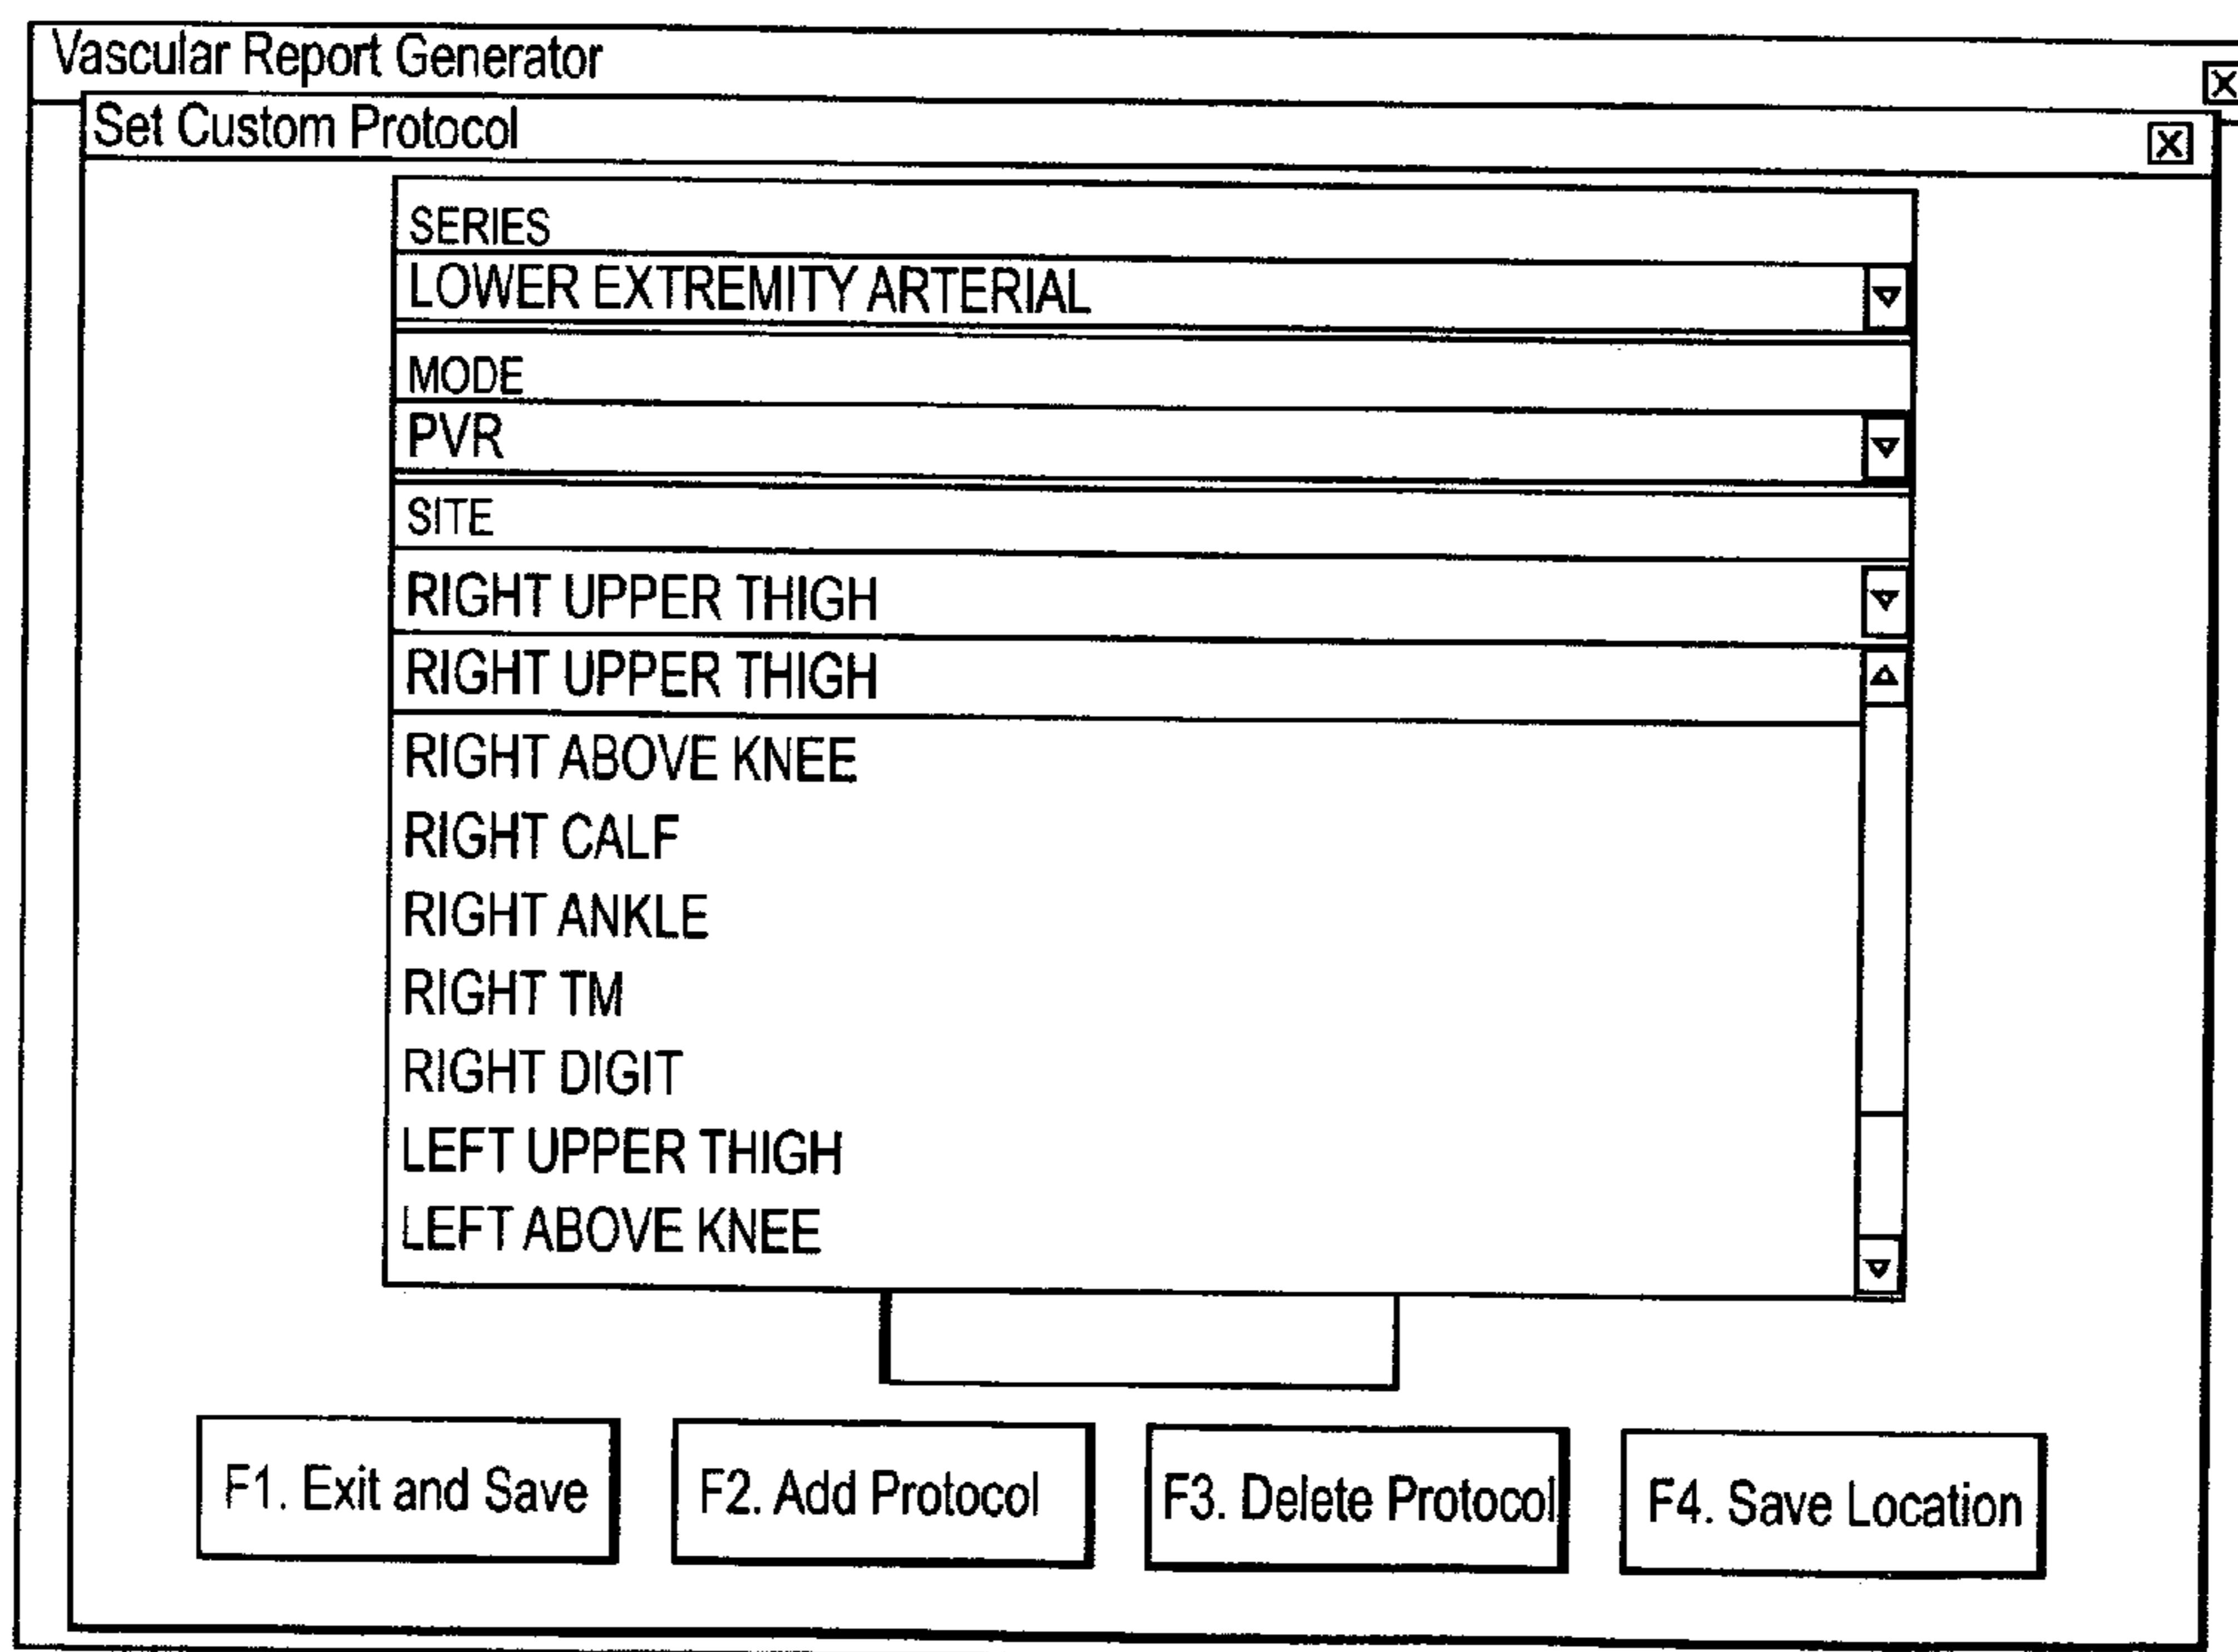 Vascular Report Generator
Set Custom Protocol
SERIES
LOWER EXTREMITY ARTERIAL
MODE
PVR
SITE
RIGHT UPPER THIGH
RIGHT UPPER THIGH
RIGHT ABOVE KNEE
RIGHT CALF
RIGHT ANKLE
RIGHT TM
RIGHT DIGIT
LEFT UPPER THIGH
LEFT ABOVE KNEE
F1. Exit and Save F2. Add Protocol F3. Delete Protocol F4. Save Location